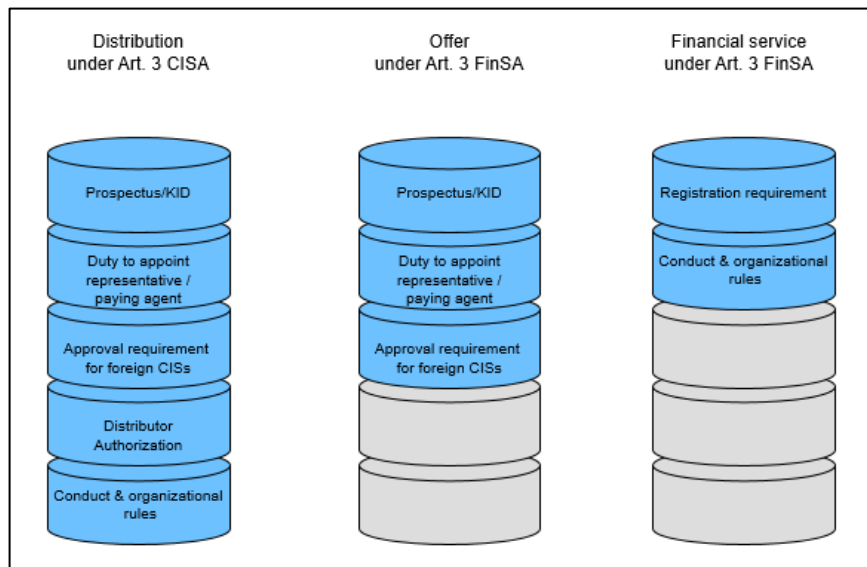 Distribution
under Art. 3 CISA
Offer
under Art. 3 FinSA
Financial service
under Art. 3 FinSA
Prospectus/KID
Duty to appoint
representative /
paying agent
Approval requirement
for foreign CISs
Distributor
Authorization
Conduct & organizational
rules
Prospectus/KID
Duty to appoint
representative /
paying agent
Approval requirement
for foreign CISs
Registration requirement
Conduct & organizational
rules